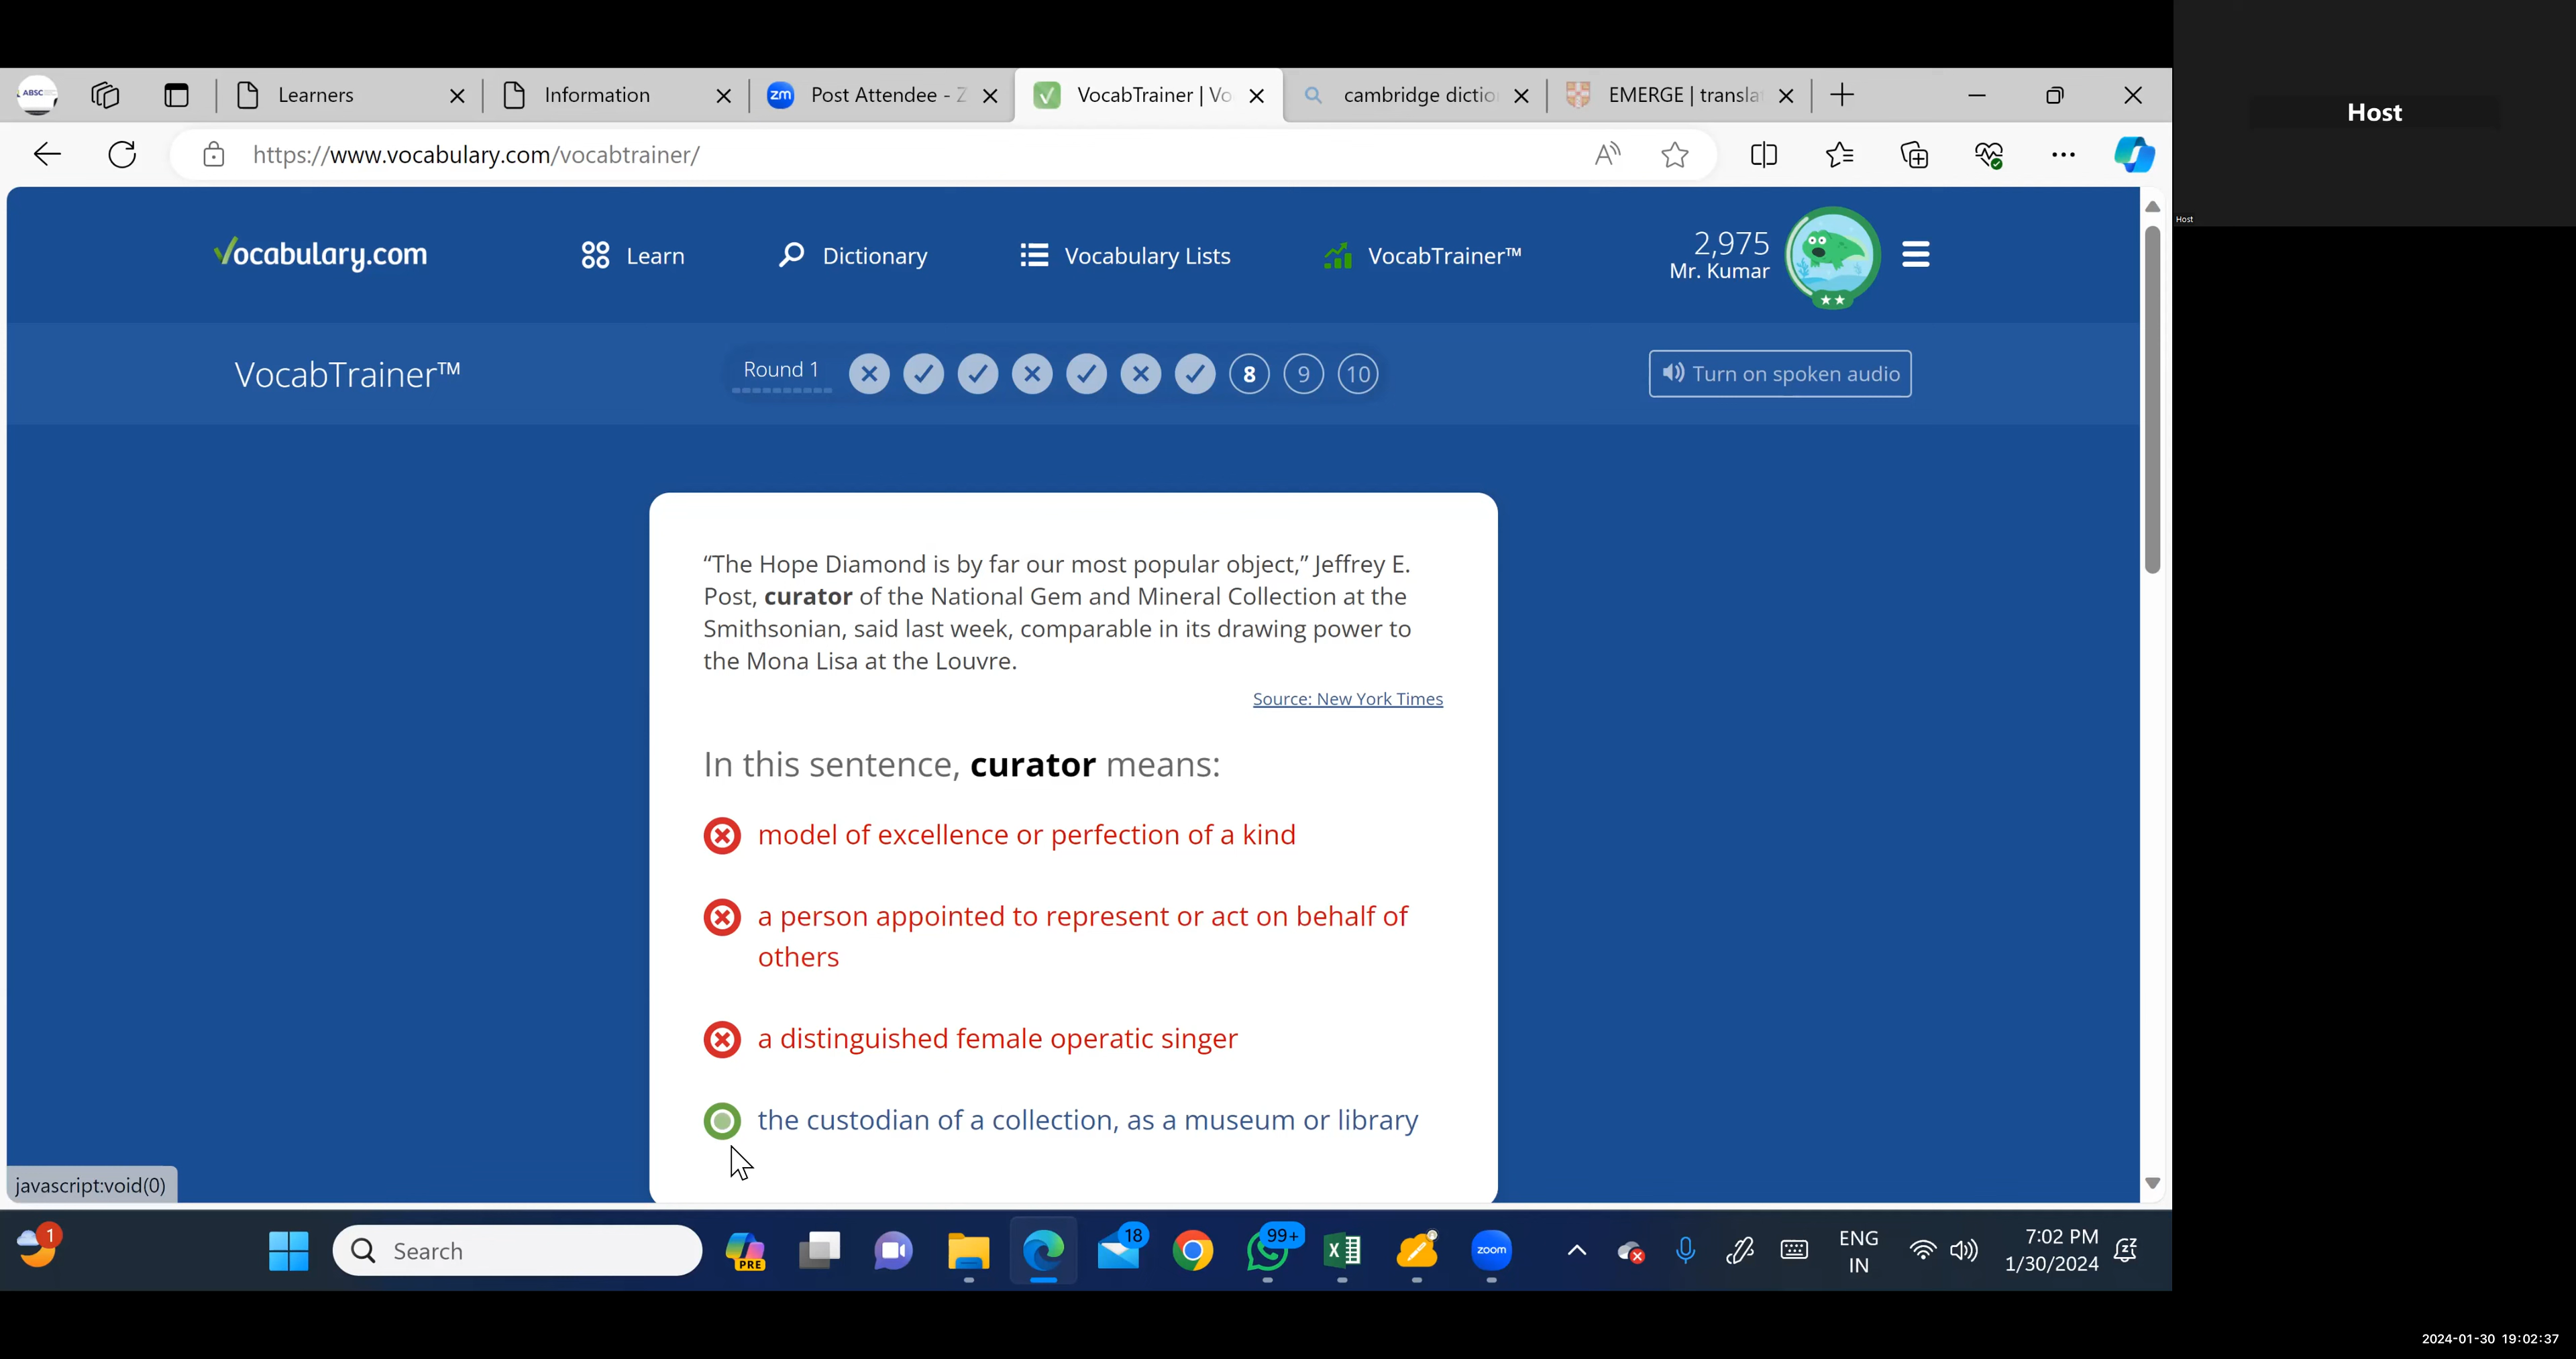 Host
ABSC
Learners
Information
zm
Post Attendee - Z
VocabTrainer | Vo
cambridge dictio
EMERGE | transla
https://www.vocabulary.com/vocabtrainer/
Host
Vocabulary.com
Learn
Dictionary
Vocabulary Lists
VocabTrainer™
2,975
Mr. Kumar
VocabTrainer™
Round 1
8
9
10
Turn on spoken audio
“The Hope Diamond is by far our most popular object,” Jeffrey E.
Post, curator of the National Gem and Mineral Collection at the
Smithsonian, said last week, comparable in its drawing power to
the Mona Lisa at the Louvre.
Source: New York Times
In this sentence, curator means:
model of excellence or perfection of a kind
a person appointed to represent or act on behalf of
others
a distinguished female operatic singer
the custodian of a collection, as a museum or library
javascript:void(0)
1
Search
PRE
18
99+
zoom
ENG
IN
7:02 PM
1/30/2024
2024-01-30 19:02:37